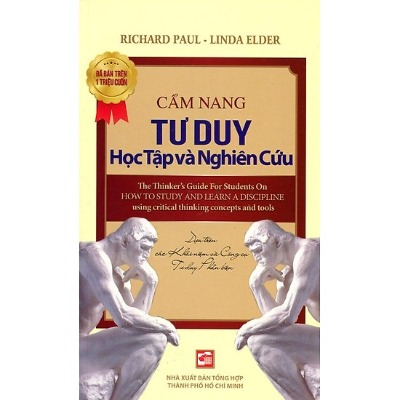 RICHARD PAUL - LINDA ELDER
ĐÃ BÁN TRÊN
1 TRIỆU CUỐN
CẨM NANG
TƯ DUY
Học Tập và Nghiên Cứu
The Thinker's Guide For Students On
HOW TO STUDY AND LEARN A DISCIPLINE
using critical thinking concepts and tools
Dựa trên
các Khái niệm và Công cụ
Tư duy Phản biện
NHÀ XUẤT BẢN TỔNG HỢP
THÀNH PHỐ HỒ CHÍ MINH